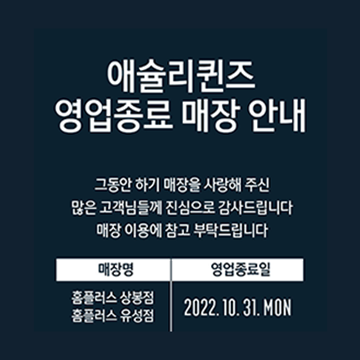 애슐리퀸즈
영업종료 매장 안내
그동안 하기 매장을 사랑해 주신
많은 고객님들께 진심으로 감사드립니다
매장 이용에 참고 부탁드립니다
매장명 영업종료일
홈플러스 상봉점
홈플러스 유성점
2022. 10. 31. MON